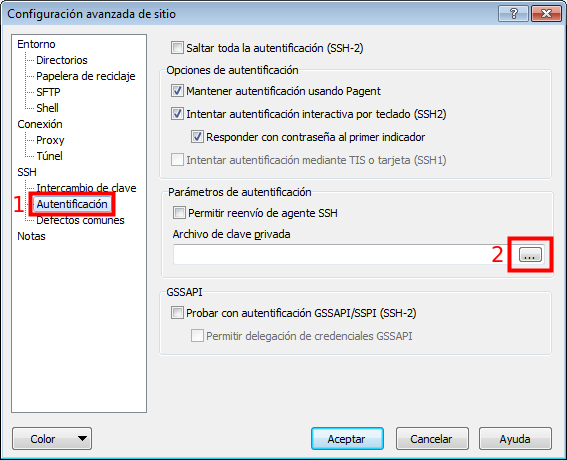 Configuración avanzada de sitio
Entorno
Directorios
Papelera de reciclaje
SFTP
Shell
Conexión
Proxy
Túnel
SSH
Intercambio de clave
1 Autentificación
Defectos comunes
Notas
Saltar toda la autentificación (SSH-2)
Opciones de autentificación
Mantener autentificación usando Pagent
Intentar autentificación interactiva por teclado (SSH2)
Responder con contraseña al primer indicador
Intentar autentificación mediante TIS o tarjeta (SSH1)
Parámetros de autentificación
Permitir reenvío de agente SSH
Archivo de clave privada
2 ...
GSSAPI
Probar con autentificación GSSAPI/SSPI (SSH-2)
Permitir delegación de credenciales GSSAPI
Color
Aceptar
Cancelar
Ayuda